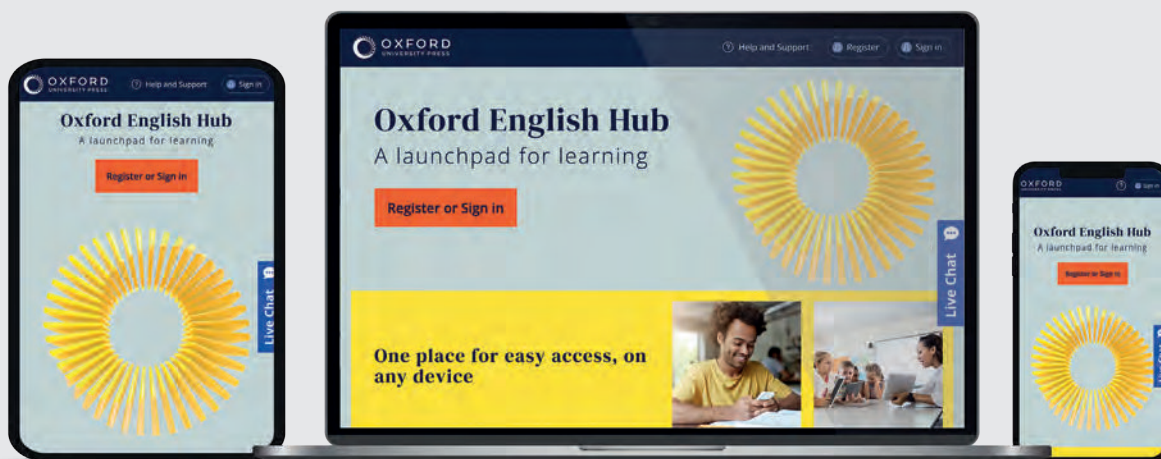 OXFORD
UNIVERSITY PRESS
Help and Support
Sign in
Oxford English Hub
A launchpad for learning
Register or Sign in
Live Chat
OXFORD
UNIVERSITY PRESS
Help and Support
Register
Sign in
Oxford English Hub
A launchpad for learning
Register or Sign in
Live Chat
One place for easy access, on
any device
OXFORD
Sign in
Oxford English Hub
A launchpad for learning
Register or Sign in